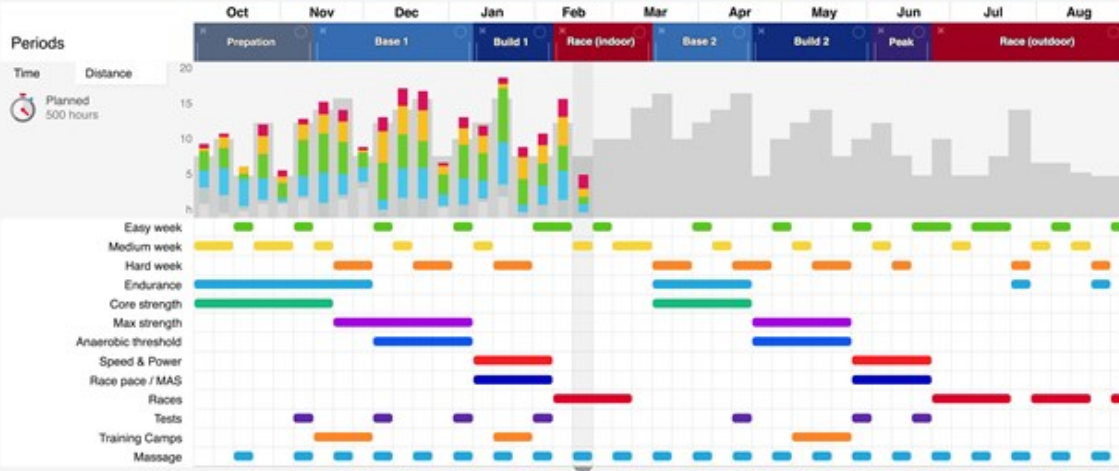 Oct Nov Dec Jan Feb Mar Apr May Jun Jul Aug
Periods Prepation Base 1 Build 1 Race (indoor) Base 2 Build 2 Peak Race (outdoor)
Time Distance 20
Planned 15
500 hours
10
5
h
Easy week
Medium week
Hard week
Endurance
Core strength
Max strength
Anaerobic threshold
Speed & Power
Race pace / MAS
Races
Tests
Training Camps
Massage